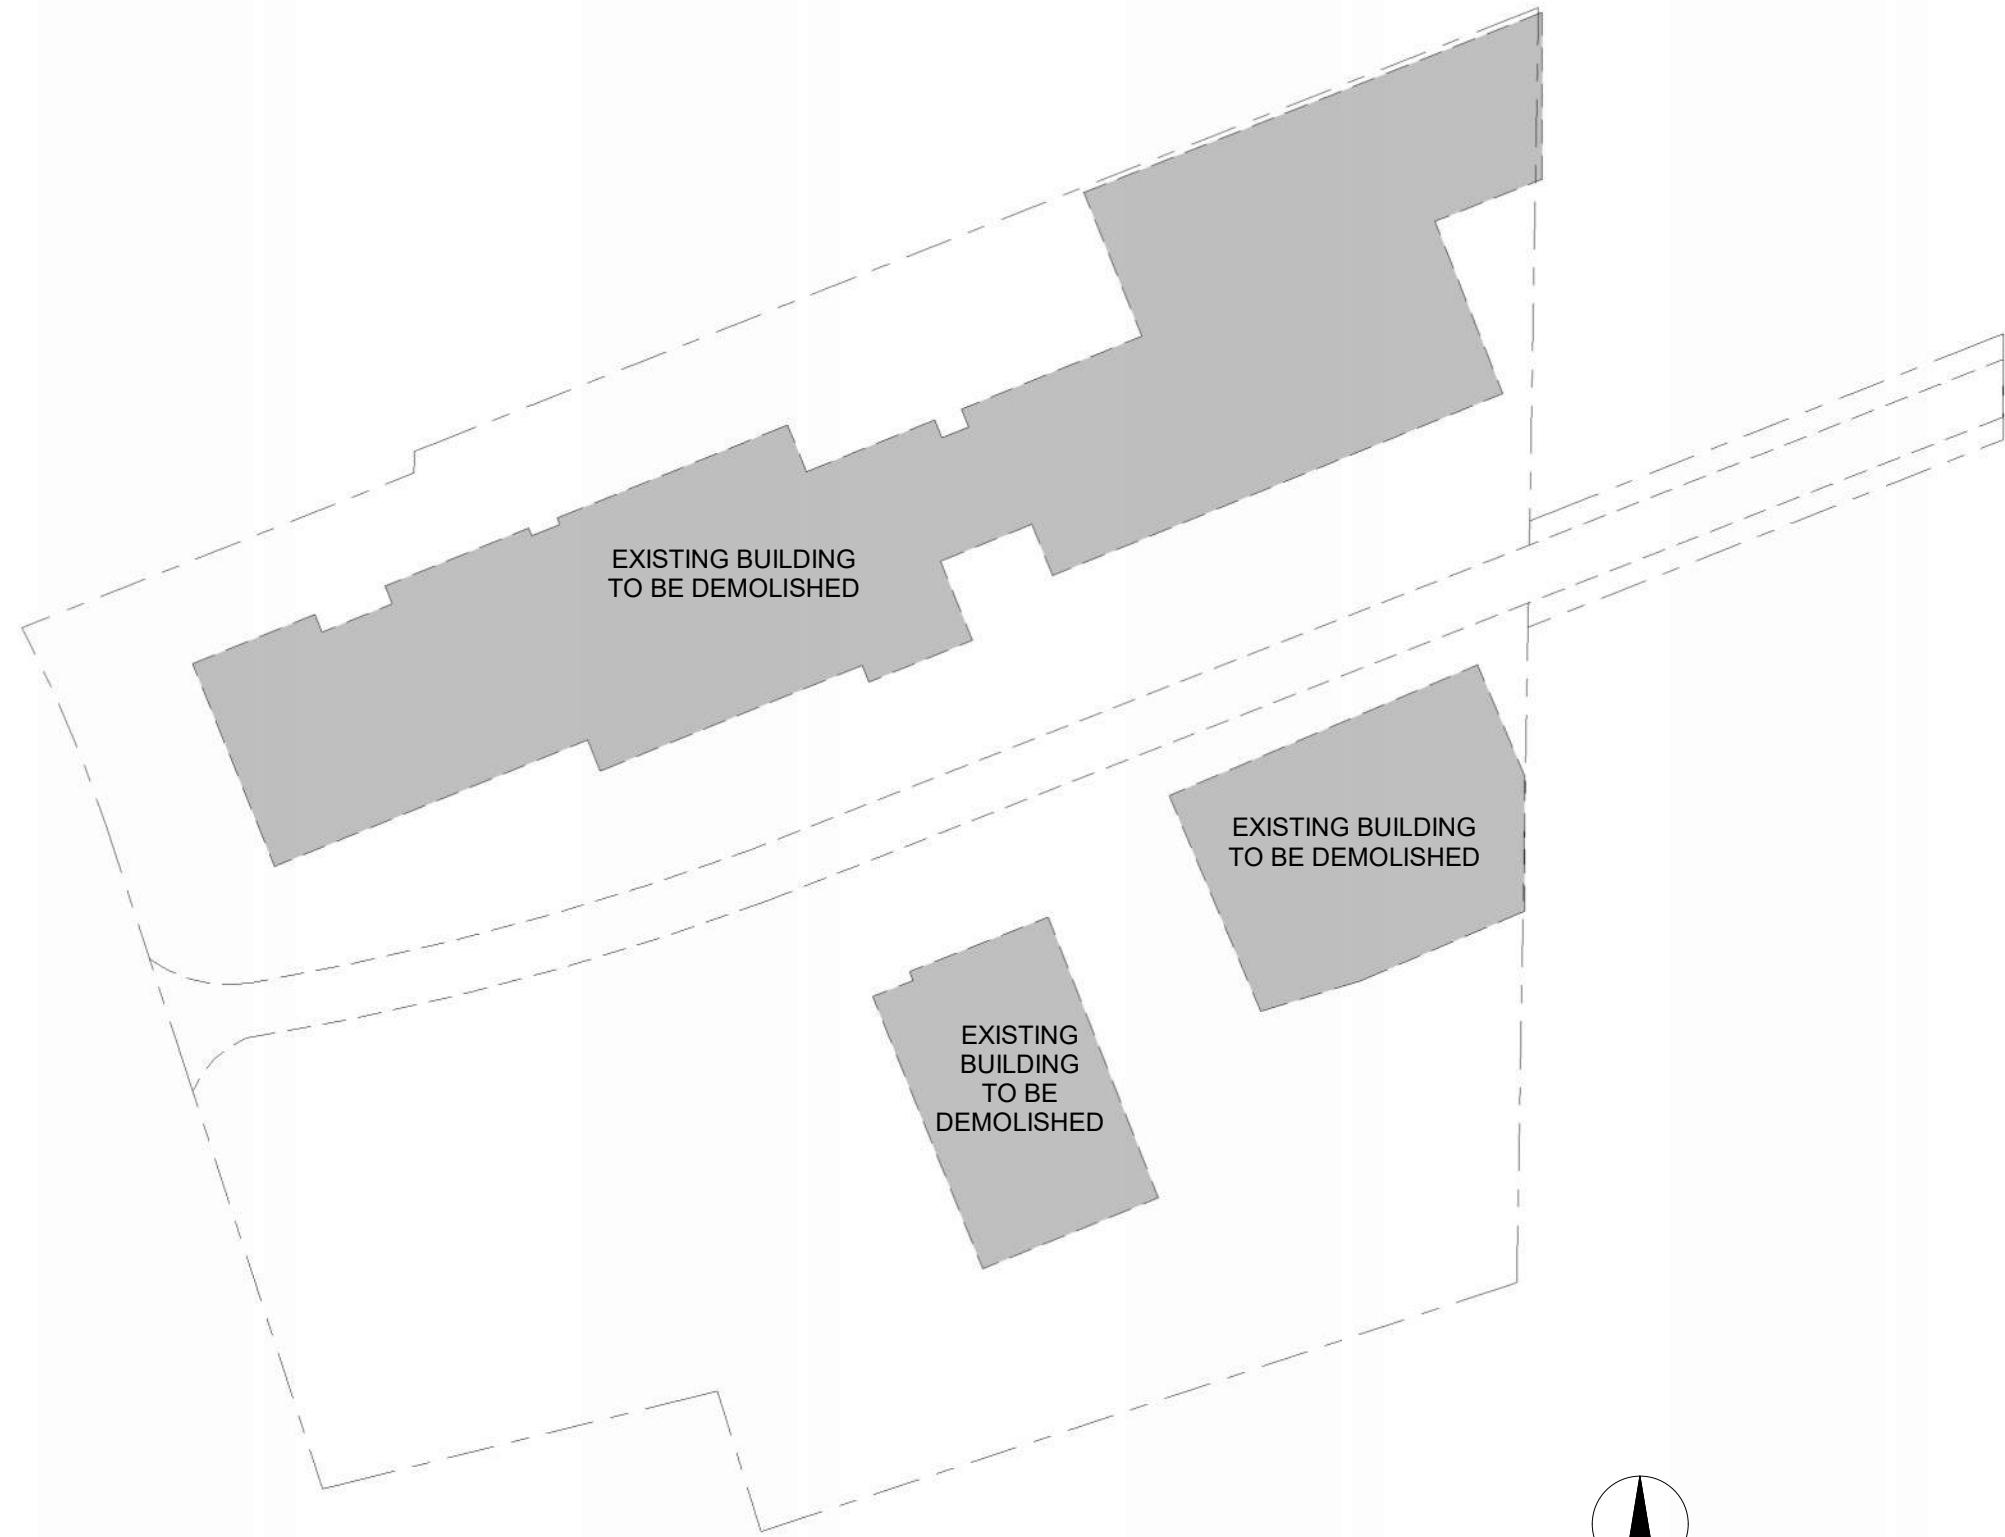 EXISTING BUILDING
TO BE DEMOLISHED
EXISTING BUILDING
TO BE DEMOLISHED
EXISTING
BUILDING
TO BE
DEMOLISHED